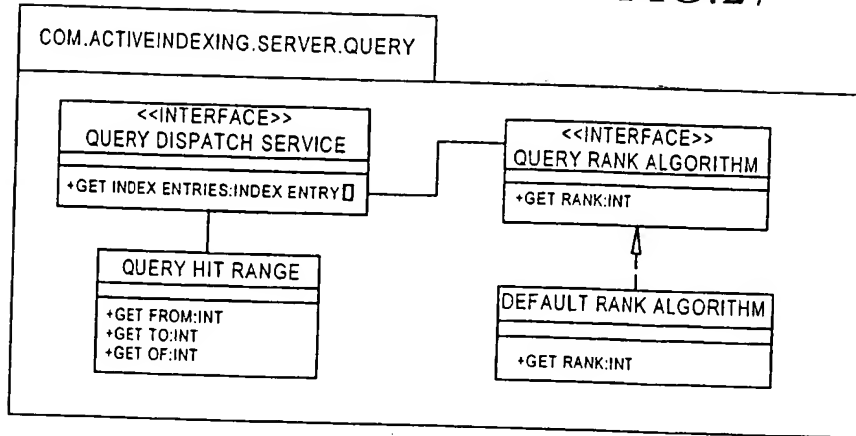 COM.ACTIVEINDEXING.SERVER.QUERY
<<INTERFACE>>
QUERY DISPATCH SERVICE
+GET INDEX ENTRIES:INDEX ENTRY[]
QUERY HIT RANGE
+GET FROM:INT
+GET TO:INT
+GET OF:INT
<<INTERFACE>>
QUERY RANK ALGORITHM
+GET RANK:INT
DEFAULT RANK ALGORITHM
+GET RANK:INT